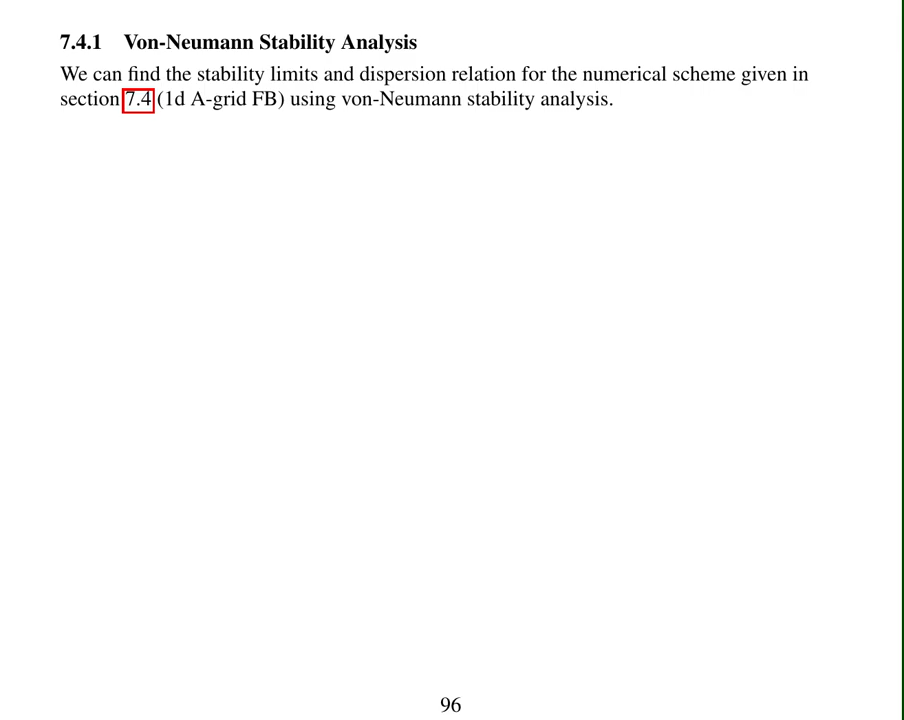 7.4.1 Von-Neumann Stability Analysis
We can find the stability limits and dispersion relation for the numerical scheme given in
section 7.4 (1d A-grid FB) using von-Neumann stability analysis.
96